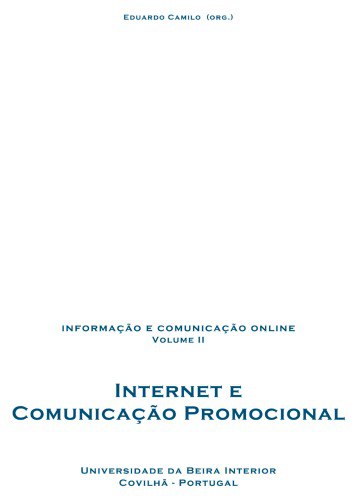 Eduardo Camilo (org.)
informação e comunicação online
Volume II
Internet e
Comunicação Promocional
Universidade da Beira Interior
Covilhã - Portugal